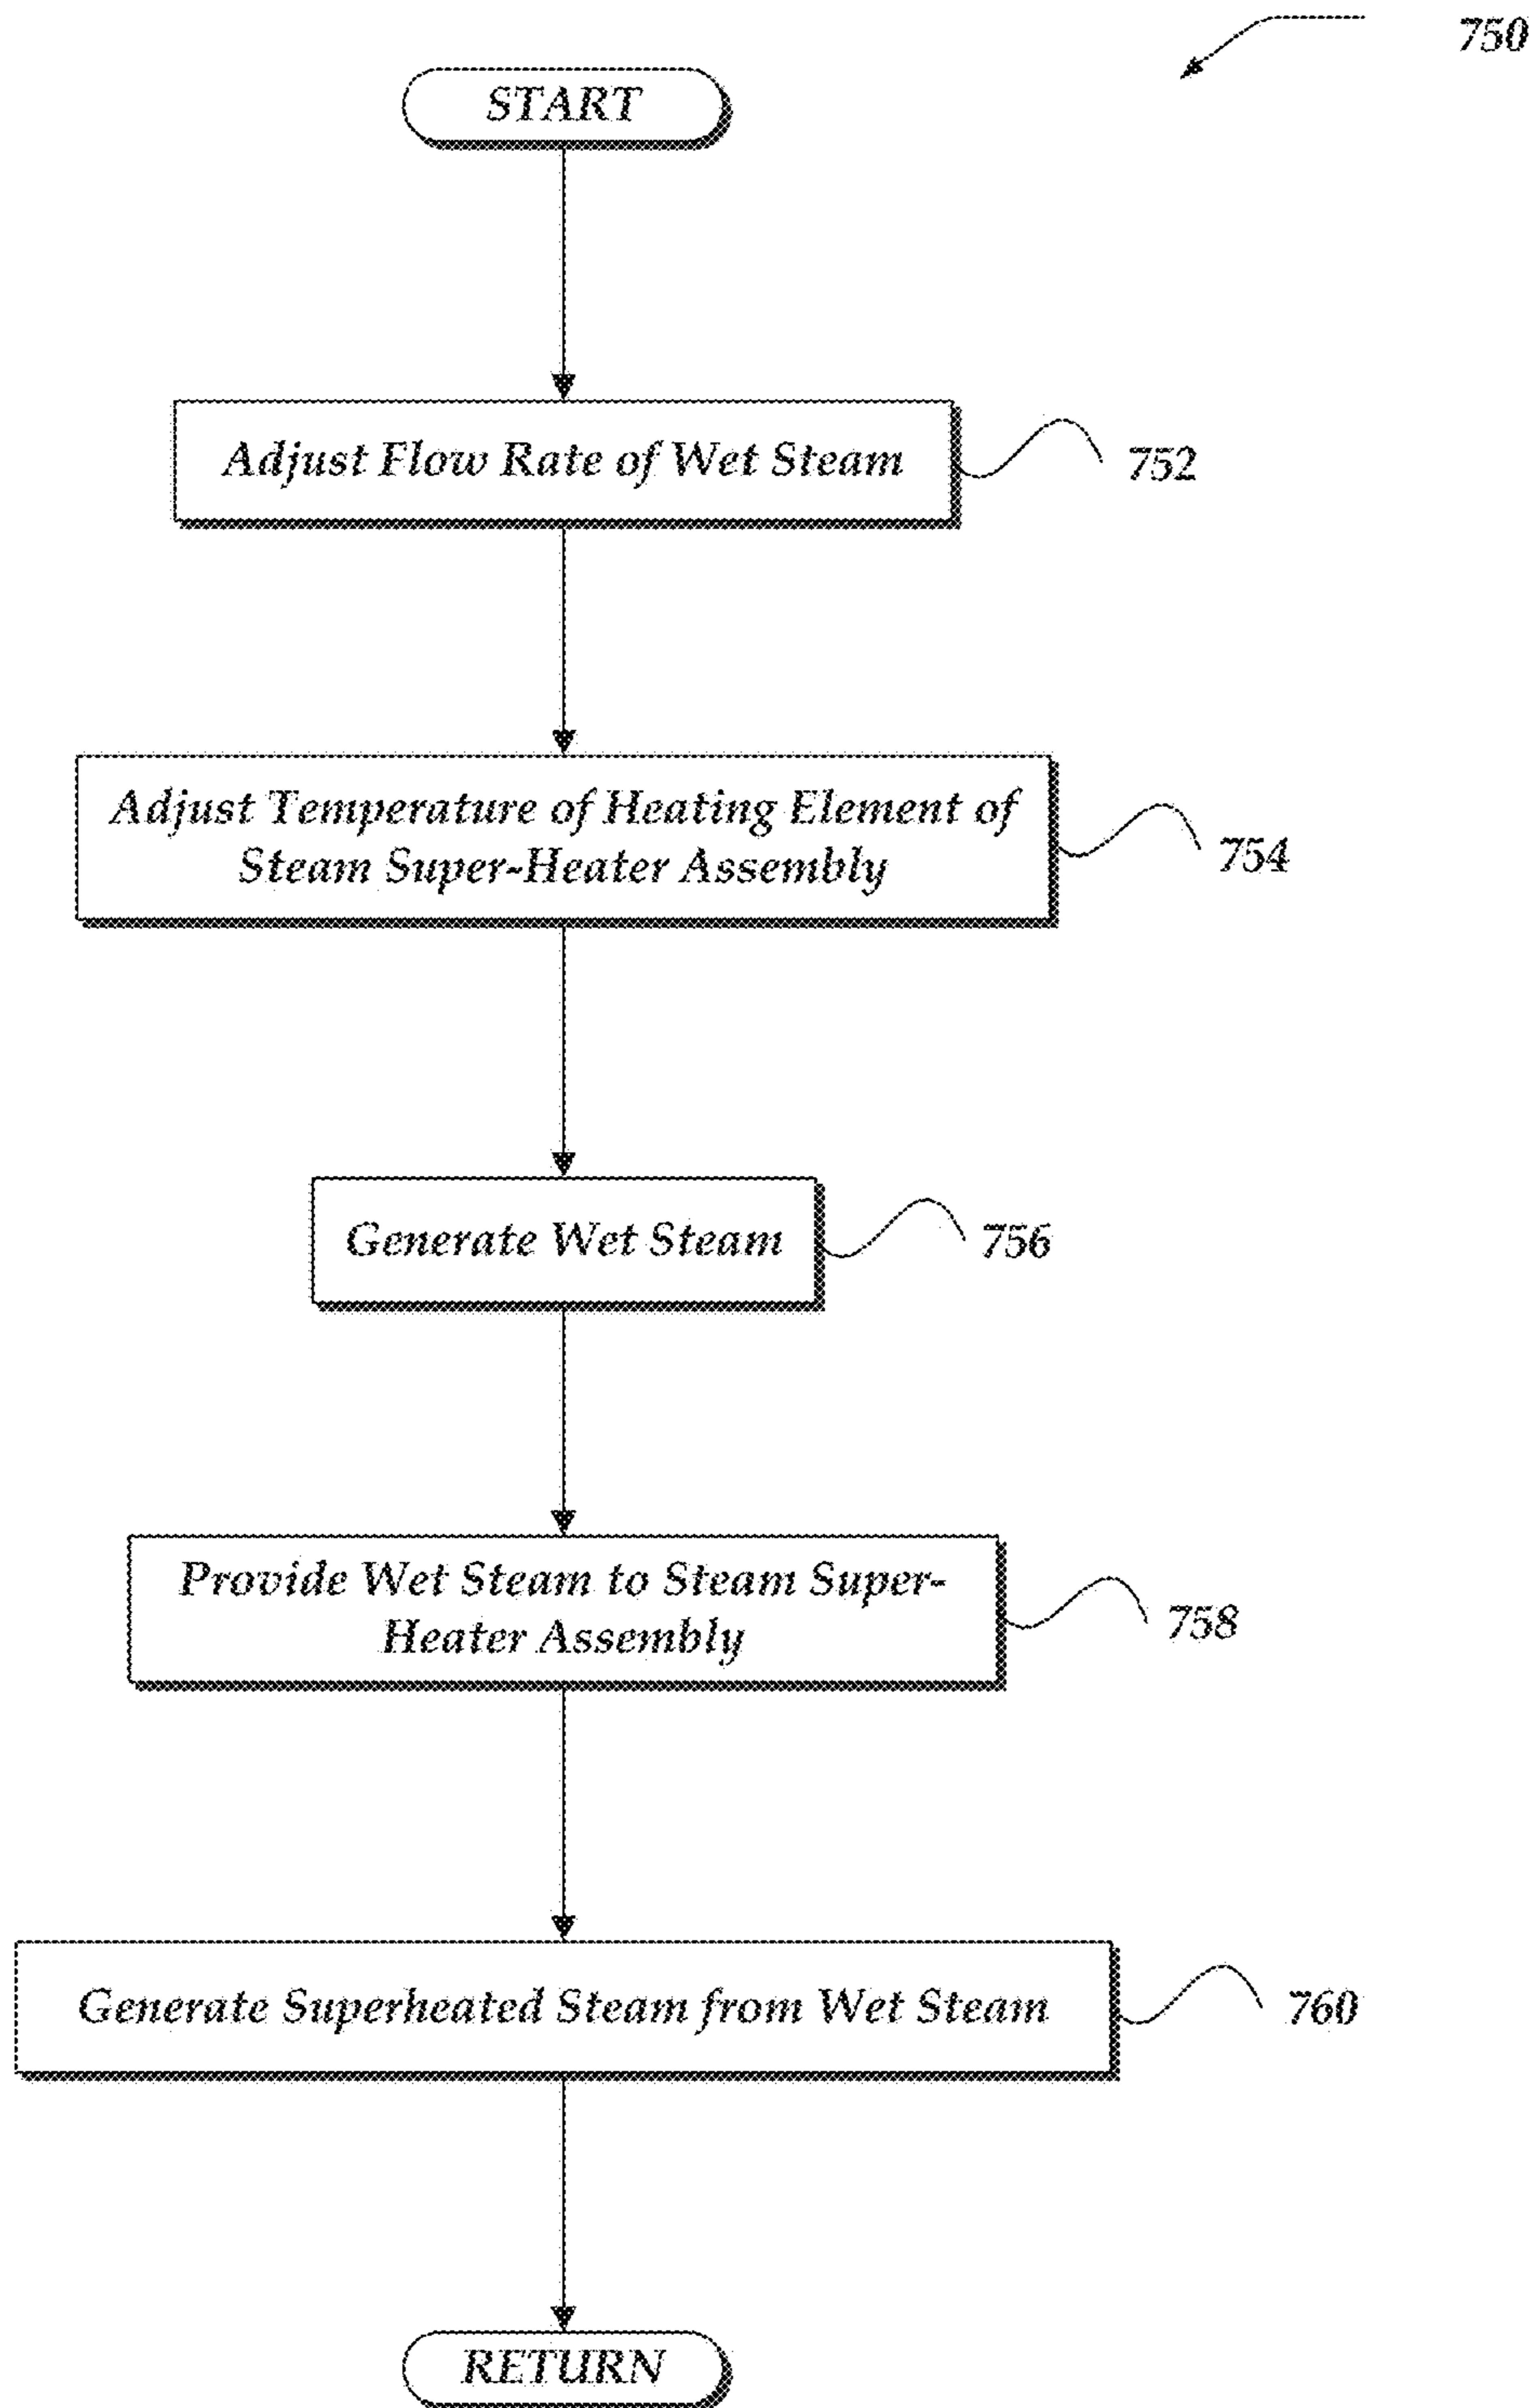 750
START
Adjust Flow Rate of Wet Steam
752
Adjust Temperature of Heating Element of
Steam Super-Heater Assembly
754
Generate Wet Steam
756
Provide Wet Steam to Steam Super-
Heater Assembly
758
Generate Superheated Steam from Wet Steam
760
RETURN